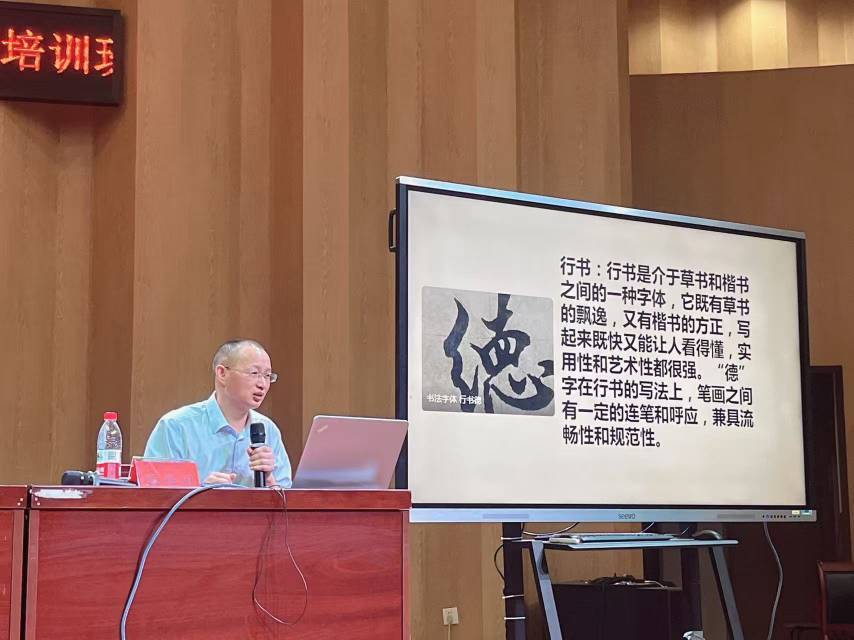 培训班
行书：行书是介于草书和楷书
之间的一种字体，它既有草书
的飘逸，又有楷书的方正，写
起来既快又能让人看得懂，实
用性和艺术性都很强。“德”
字在行书的写法上，笔画之间
有一定的连笔和呼应，兼具流
畅性和规范性。
德
书法字体 行书德
seewo